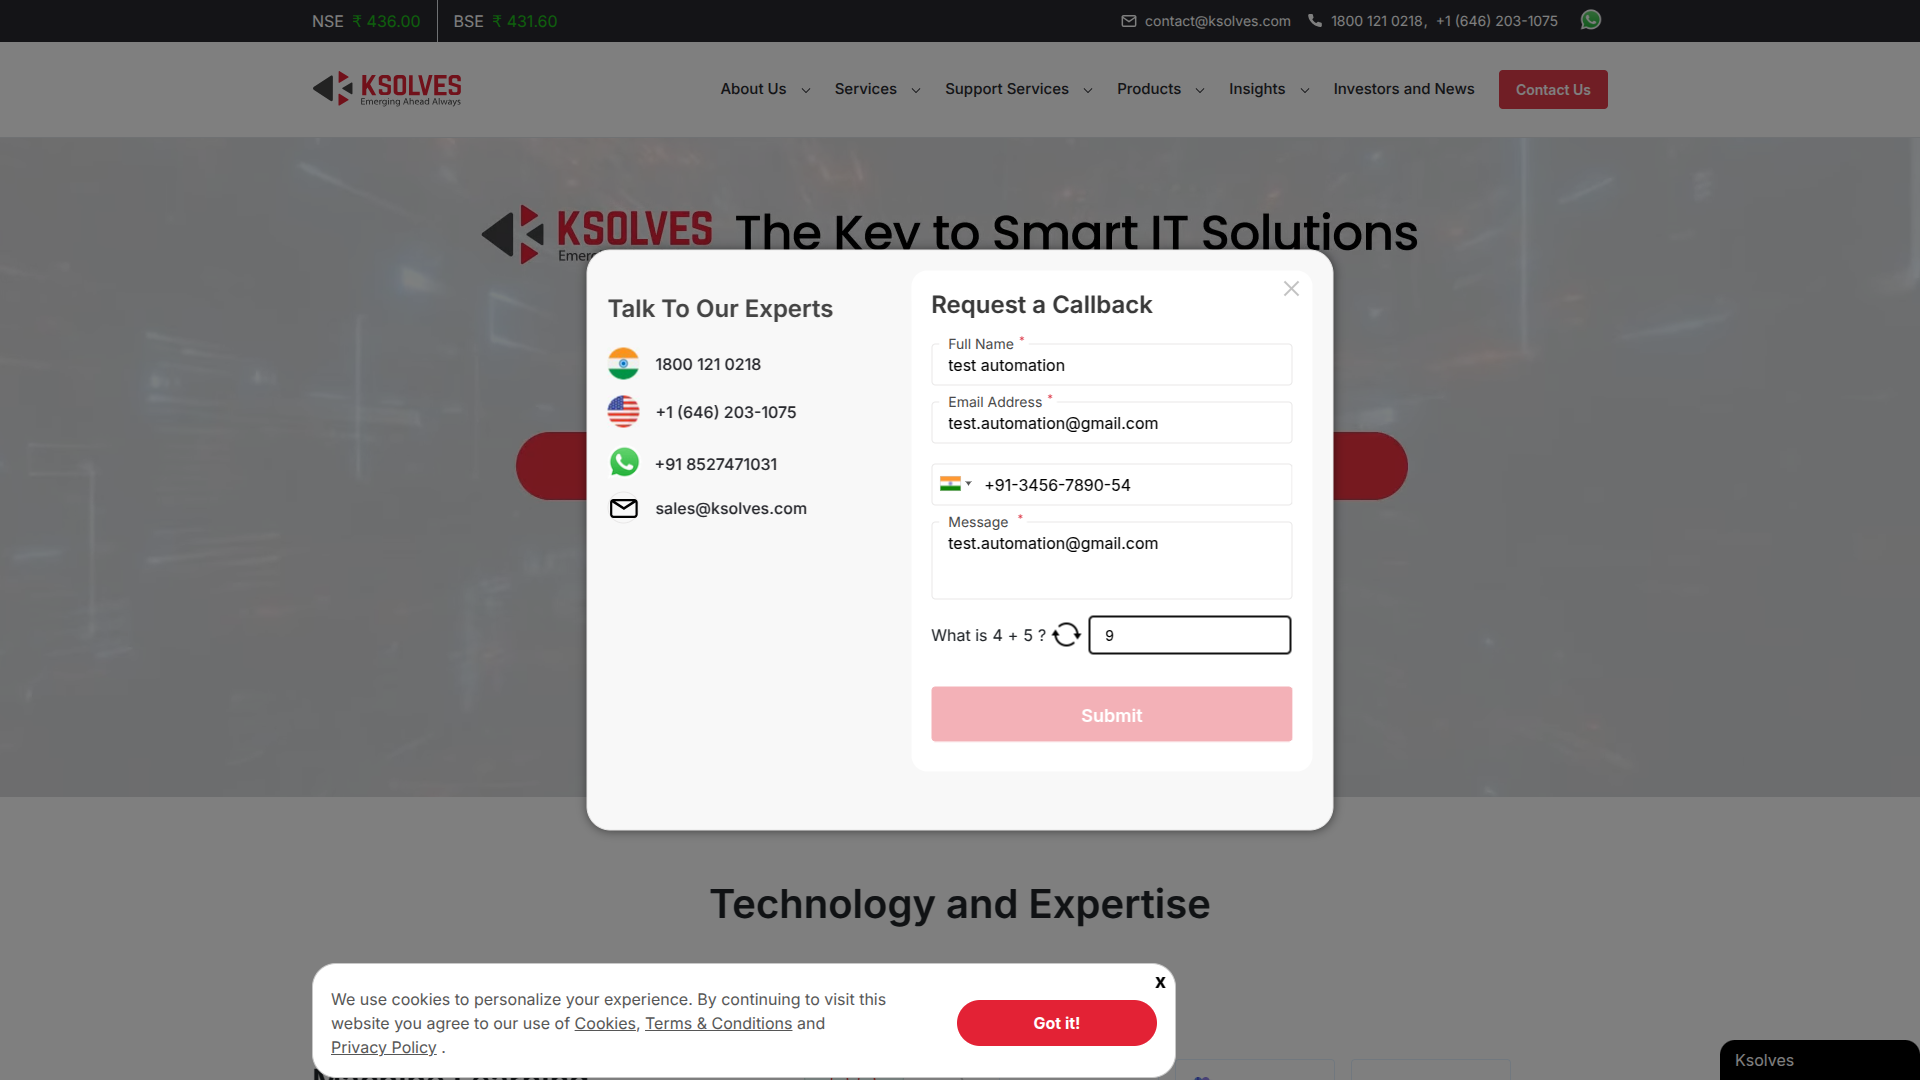 NSE ₹ 436.00 BSE ₹ 431.60
contact@ksolves.com 1800 121 0218, +1 (646) 203-1075
KSOLVES
Emerging Ahead Always
About Us Services Support Services Products Insights Investors and News Contact Us
KSOLVES The Key to Smart IT Solutions
Talk To Our Experts
1800 121 0218
+1 (646) 203-1075
+91 8527471031
sales@ksolves.com
Request a Callback
Full Name *
test automation
Email Address *
test.automation@gmail.com
+91-3456-7890-54
Message *
test.automation@gmail.com
What is 4 + 5 ? 9
Submit
Technology and Expertise
x
We use cookies to personalize your experience. By continuing to visit this
website you agree to our use of Cookies, Terms & Conditions and
Privacy Policy .
Got it!
Ksolves